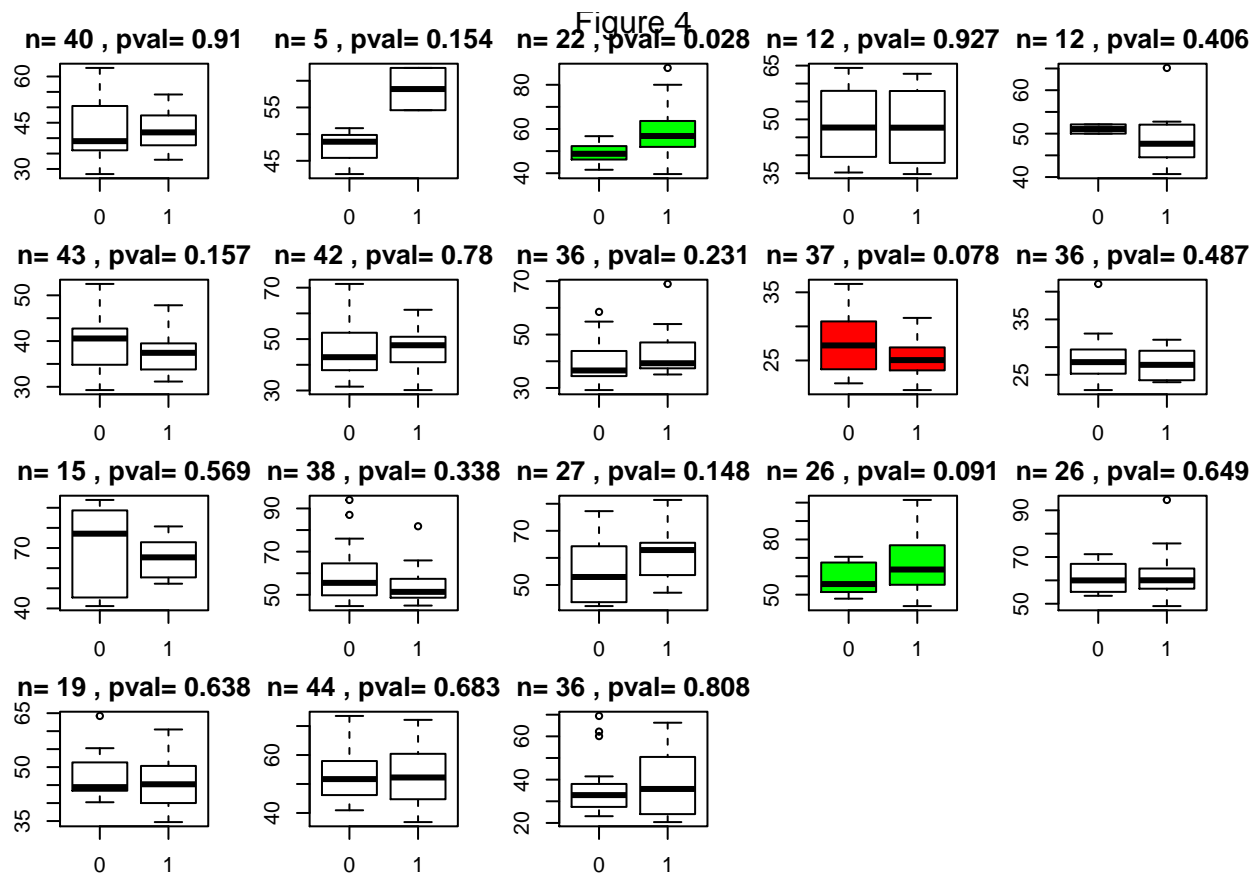 Figure 4
n= 40 , pval= 0.91 n= 5 , pval= 0.154 n= 22 , pval= 0.028 n= 12 , pval= 0.927 n= 12 , pval= 0.406
60 45 30 55 45 80 60 40 65 50 35 60 50 40
0 1 0 1 0 1 0 1 0 1
n= 43 , pval= 0.157 n= 42 , pval= 0.78 n= 36 , pval= 0.231 n= 37 , pval= 0.078 n= 36 , pval= 0.487
50 40 30 70 50 30 70 50 30 35 25 35 25
0 1 0 1 0 1 0 1 0 1
n= 15 , pval= 0.569 n= 38 , pval= 0.338 n= 27 , pval= 0.148 n= 26 , pval= 0.091 n= 26 , pval= 0.649
70 40 90 70 50 70 50 80 50 90 70 50
0 1 0 1 0 1 0 1 0 1
n= 19 , pval= 0.638 n= 44 , pval= 0.683 n= 36 , pval= 0.808
65 50 35 60 40 60 40 20
0 1 0 1 0 1